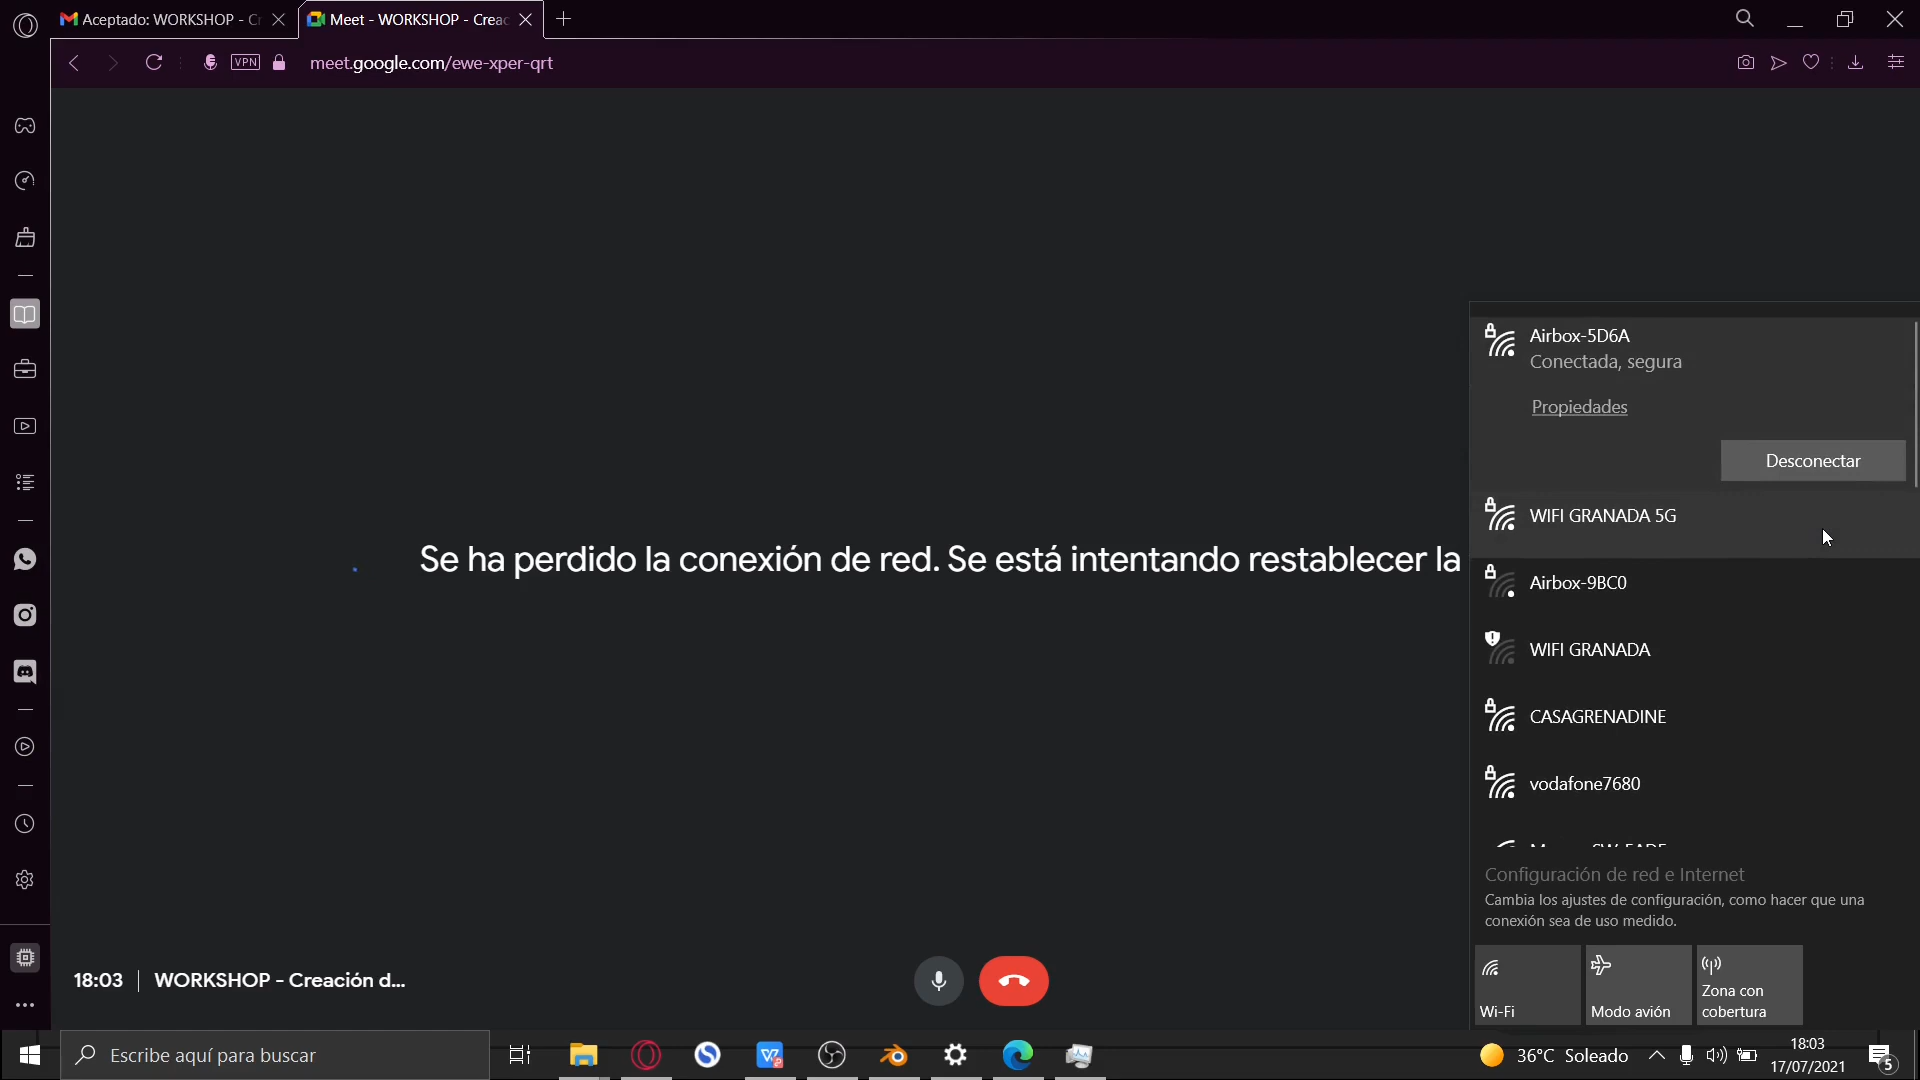 Aceptado: WORKSHOP - C
Meet - WORKSHOP - Creac
VPN
meet.google.com/ewe-xper-qrt
Airbox-5D6A
Conectada, segura
Propiedades
Desconectar
WIFI GRANADA 5G
Se ha perdido la conexión de red. Se está intentando restablecer la
Airbox-9BC0
WIFI GRANADA
CASAGRENADINE
vodafone7680
Configuración de red e Internet
Cambia los ajustes de configuración, como hacer que una
conexión sea de uso medido.
18:03
WORKSHOP - Creación d...
Wi-Fi
Modo avión
Zona con
cobertura
Escribe aquí para buscar
36°C Soleado
18:03
17/07/2021
5